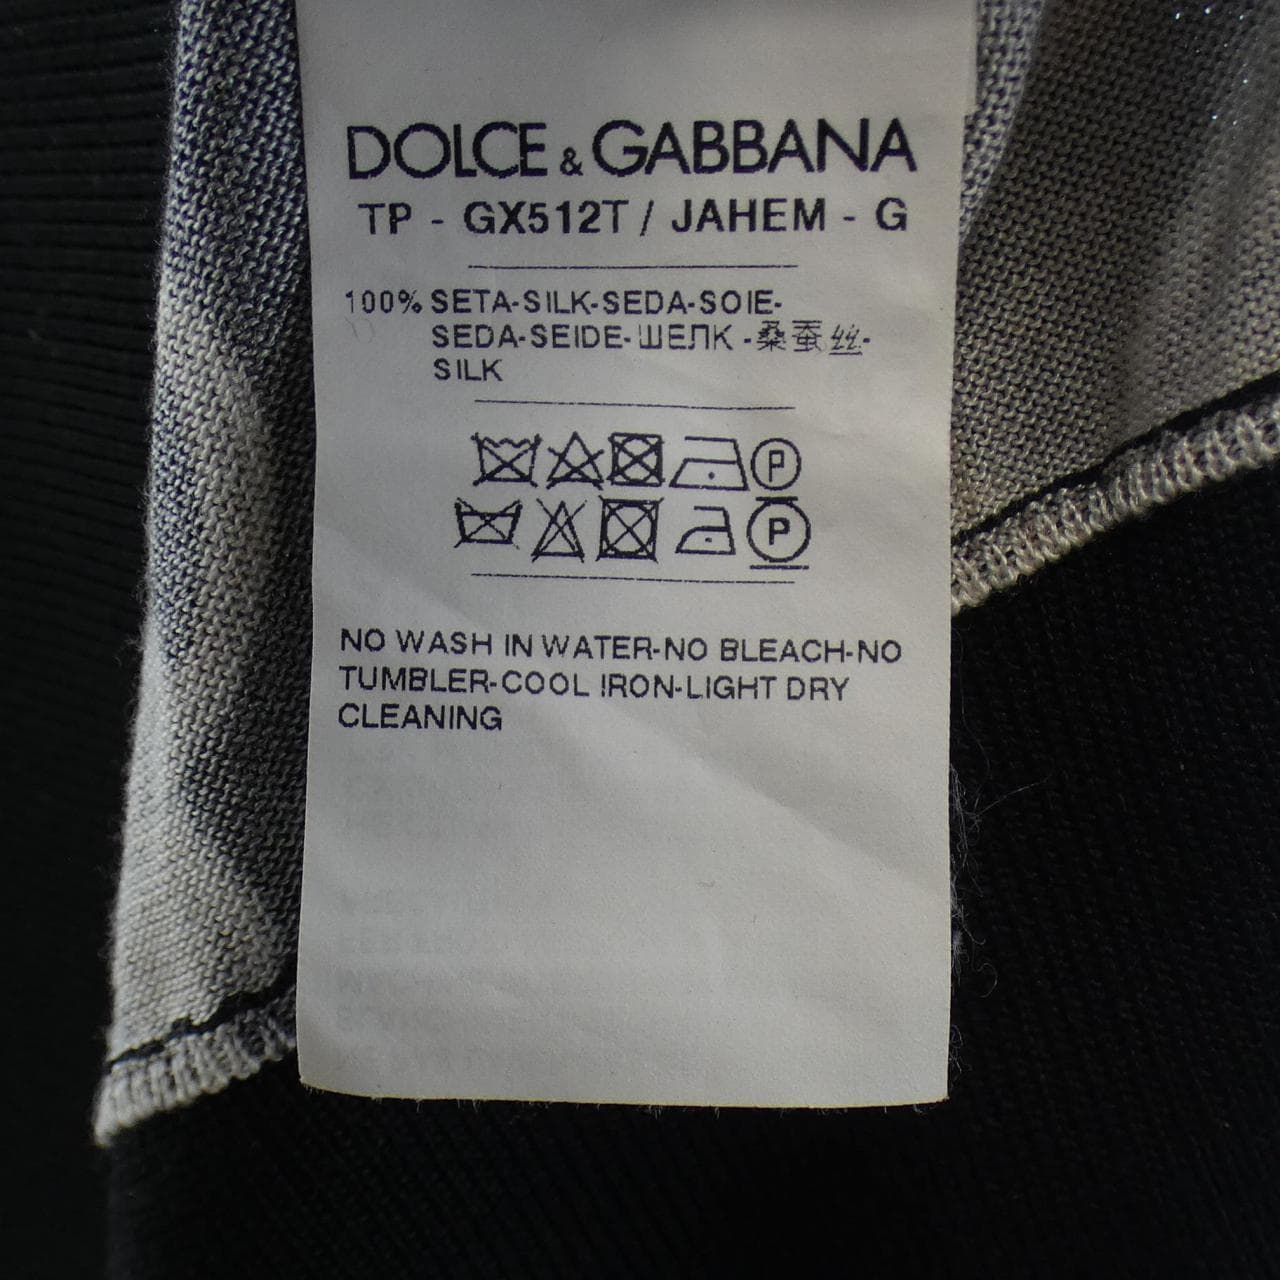 DOLCE & GABBANA
TP - GX512T / JAHEM - G
100% SETA-SILK-SEDA-SOIE-
SEDA-SEIDE-ШЕЛК -桑蚕丝-
SILK
P
P
NO WASH IN WATER-NO BLEACH-NO
TUMBLER-COOL IRON-LIGHT DRY
CLEANING